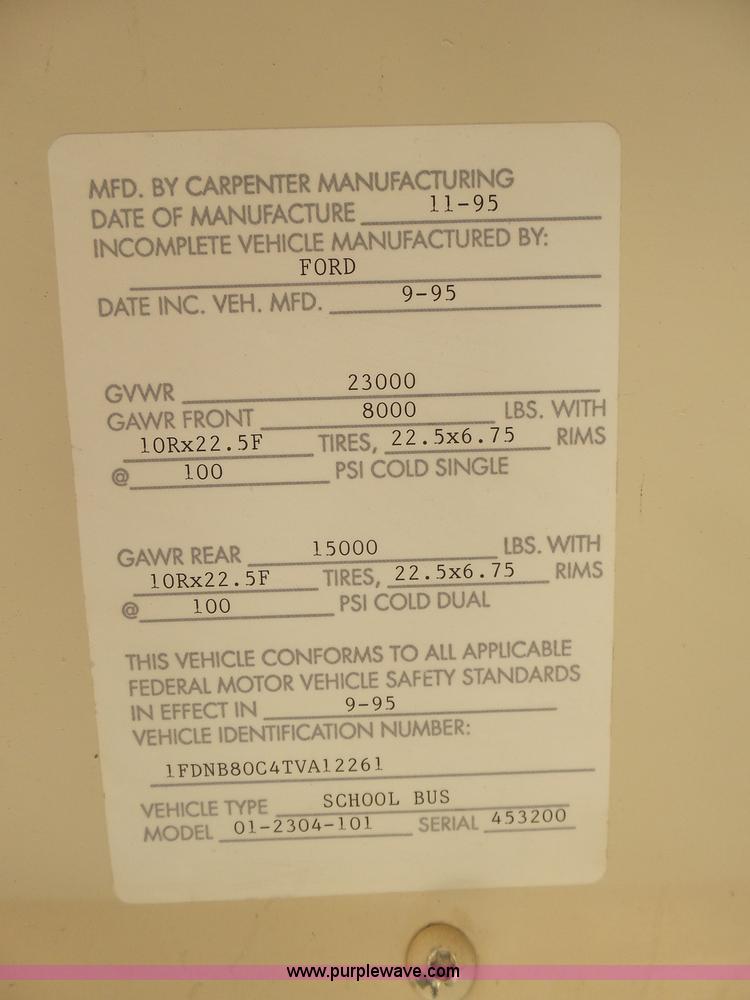 MFD. BY CARPENTER MANUFACTURING
DATE OF MANUFACTURE 11-95
INCOMPLETE VEHICLE MANUFACTURED BY:
FORD
DATE INC. VEH. MFD. 9-95
GVWR 23000
GAWR FRONT 8000 LBS. WITH
10Rx22.5F TIRES, 22.5x6.75 RIMS
@ 100 PSI COLD SINGLE
GAWR REAR 15000 LBS. WITH
10Rx22.5F TIRES, 22.5x6.75 RIMS
@ 100 PSI COLD DUAL
THIS VEHICLE CONFORMS TO ALL APPLICABLE
FEDERAL MOTOR VEHICLE SAFETY STANDARDS
IN EFFECT IN 9-95
VEHICLE IDENTIFICATION NUMBER:
1FDNB80C4TVA12261
VEHICLE TYPE SCHOOL BUS
MODEL 01-2304-101 SERIAL 453200
www.purplewave.com